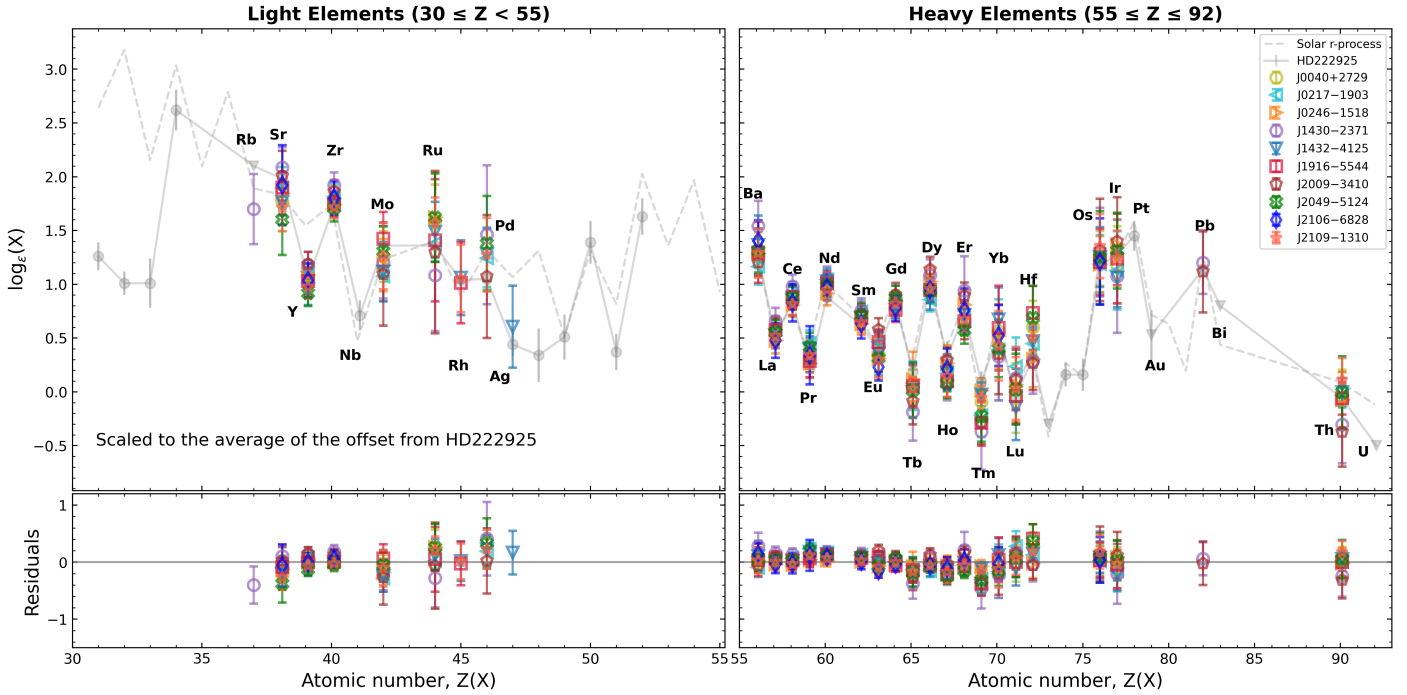 Light Elements (30 ≤ Z < 55)
Heavy Elements (55 ≤ Z ≤ 92)
logε(X)
3.0
2.5
2.0
1.5
1.0
0.5
0.0
−0.5
Rb
Sr
Y
Zr
Nb
Mo
Ru
Rh
Pd
Ag
Scaled to the average of the offset from HD222925
Ba
La
Ce
Pr
Nd
Sm
Eu
Gd
Tb
Dy
Ho
Er
Tm
Yb
Lu
Hf
Os
Ir
Pt
Au
Pb
Bi
Th
U
Solar r-process
HD222925
J0040+2729
J0217−1903
J0246−1518
J1430−2371
J1432−4125
J1916−5544
J2009−3410
J2049−5124
J2106−6828
J2109−1310
Residuals
1
0
−1
30 35 40 45 50 55
55 60 65 70 75 80 85 90
Atomic number, Z(X)
Atomic number, Z(X)